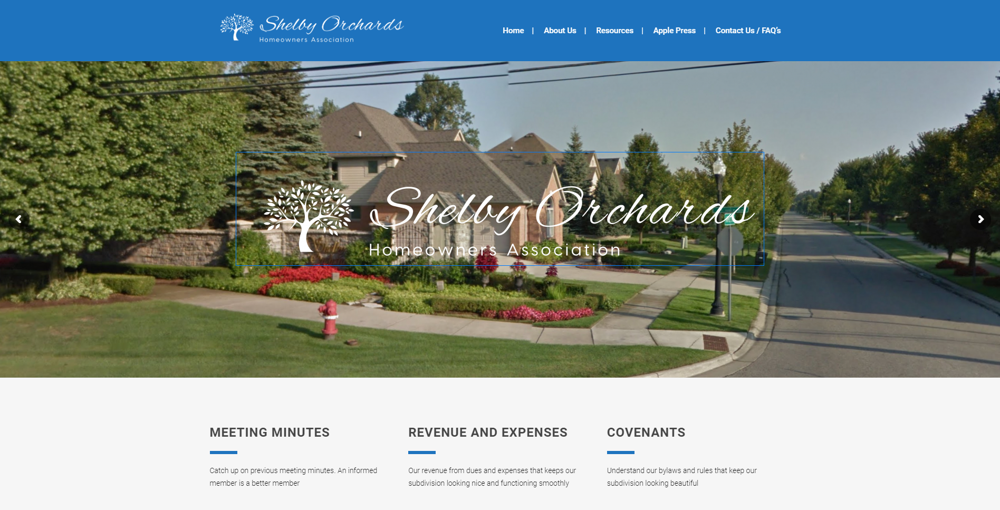 Shelby Orchards
Homeowners Association
Home | About Us | Resources | Apple Press | Contact Us / FAQ's
Shelby Orchards
Homeowners Association
MEETING MINUTES
Catch up on previous meeting minutes. An informed
member is a better member
REVENUE AND EXPENSES
Our revenue from dues and expenses that keeps our
subdivision looking nice and functioning smoothly
COVENANTS
Understand our bylaws and rules that keep our
subdivision looking beautiful